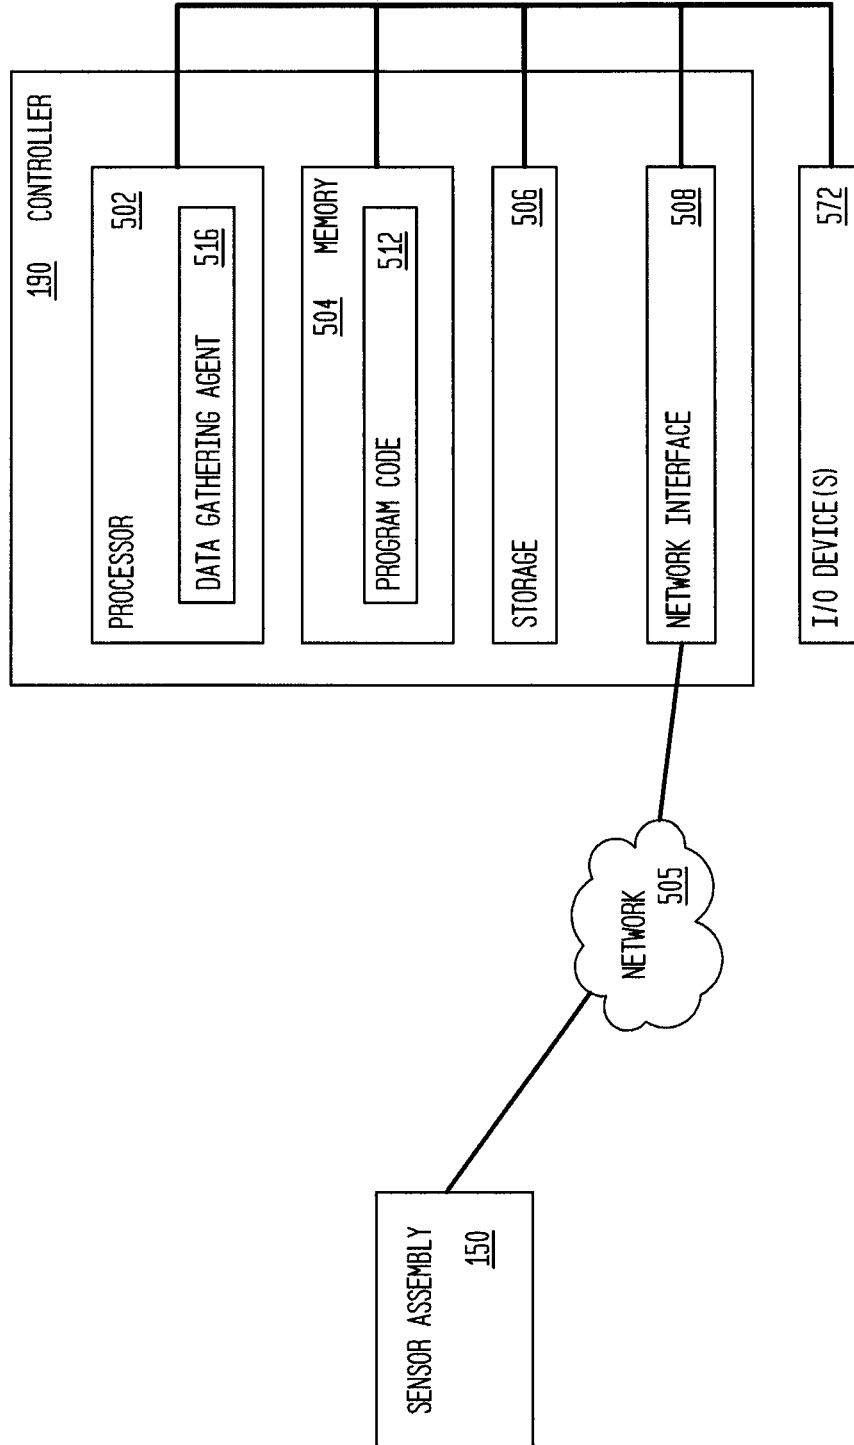 190 CONTROLLER
PROCESSOR 502
DATA GATHERING AGENT 516
504 MEMORY
PROGRAM CODE 512
STORAGE 506
NETWORK INTERFACE 508
I/O DEVICE(S) 572
NETWORK
505
SENSOR ASSEMBLY
150